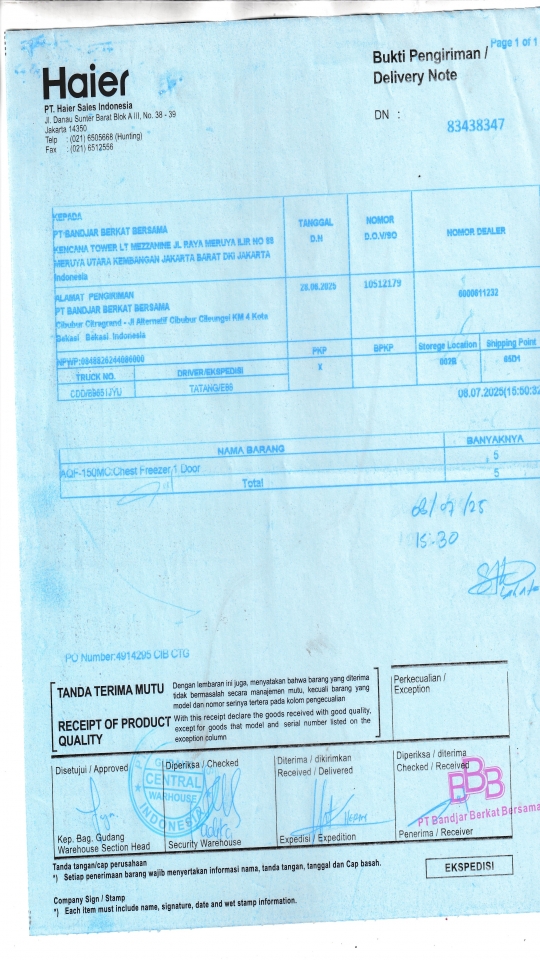 Page 1 of 1
Haier
Bukti Pengiriman /
Delivery Note
PT. Haier Sales Indonesia
Jl. Danau Sunter Barat Blok A III, No. 38 - 39
Jakarta 14350
Telp : (021) 6505668 (Hunting)
Fax : (021) 6512556
DN : 83438347
KEPADA
PT BANDJAR BERKAT BERSAMA
KENCANA TOWER LT MEZZANINE JL RAYA MERUYA ILIR NO 88
MERUYA UTARA KEMBANGAN JAKARTA BARAT DKI JAKARTA
Indonesia
TANGGAL
D.N
NOMOR
D.O./SO
NOMOR DEALER
ALAMAT PENGIRIMAN
PT BANDJAR BERKAT BERSAMA
Cibubur Citragrand - Jl Alternatif Cibubur Cileungsi KM 4 Kota
Bekasi Bekasi Indonesia
28.06.2025
10512179
PKP
BPKP
Storege Location
Shipping Point
X
TRUCK NO.
DRIVER/EKSPEDISI
TATANG/E86
08.07.2025(15:50:
NAMA BARANG
BANYAKNYA
AQF-150MC:Chest Freezer/1 Door
5
Total
5
08/07/25
15:30
PO Number:4914295 CIB CTG
TANDA TERIMA MUTU
Dengan lembaran ini juga, menyatakan bahwa barang yang diterima
tidak bermasalah secara manajemen mutu, kecuali barang yang
model dan nomor serinya tertera pada kolom pengecualian
RECEIPT OF PRODUCT
QUALITY
With this receipt declare the goods received with good quality,
except for goods that model and serial number listed on the
exception column
Perkecualian /
Exception
Disetujui / Approved
Diperiksa / Checked
Diterima / dikirimkan
Received / Delivered
Diperiksa / diterima
Checked / Received
CENTRAL
WAREHOUSE
INDONESIA
BBB
PT Bandjar Berkat Bersama
Kep. Bag. Gudang
Warehouse Section Head
Security Warehouse
Expedisi / Expedition
Penerima / Receiver
Tanda tangan/cap perusahaan
*) Setiap penerimaan barang wajib menyertakan informasi nama, tanda tangan, tanggal dan Cap basah.
EKSPEDISI
Company Sign / Stamp
*) Each item must include name, signature, date and wet stamp information.